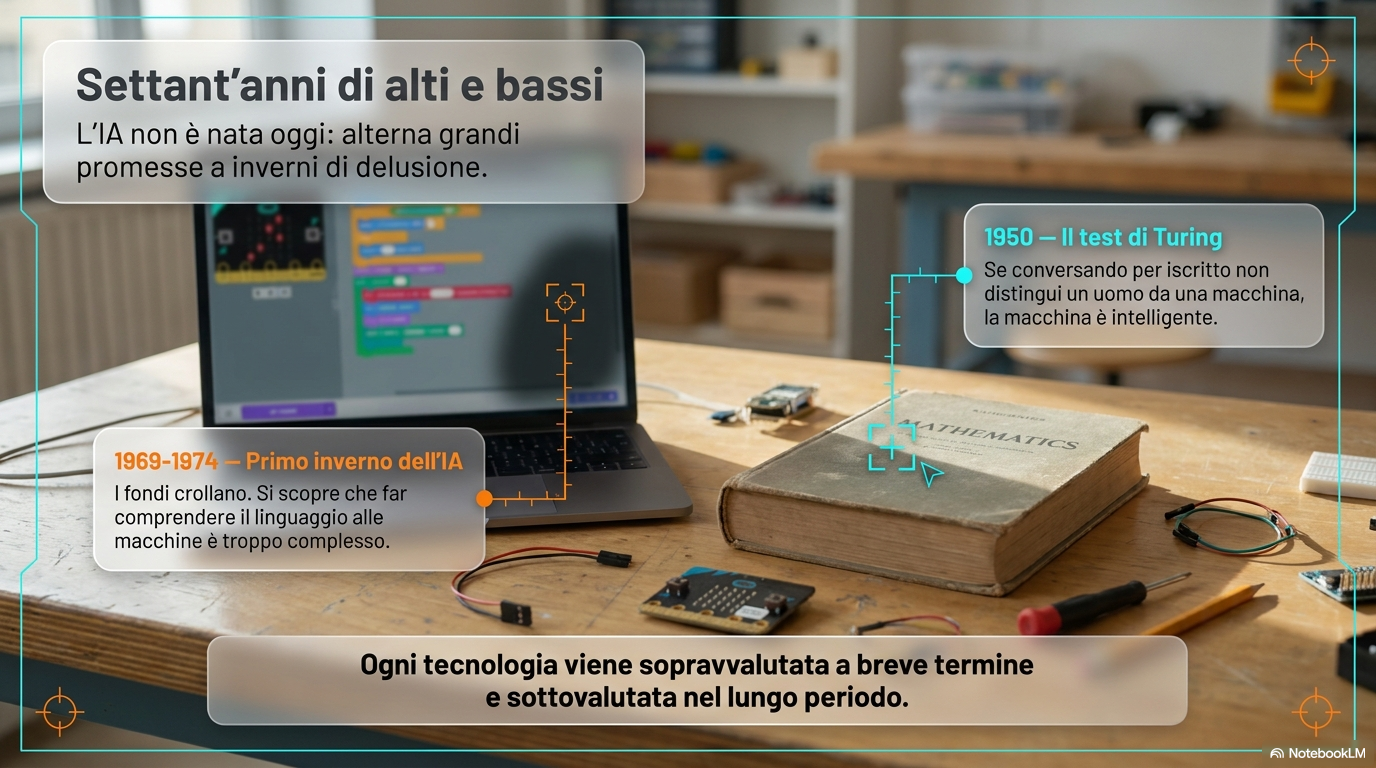 Settant'anni di alti e bassi
L'IA non è nata oggi: alterna grandi
promesse a inverni di delusione.
1950 – Il test di Turing
Se conversando per iscritto non
distingui un uomo da una macchina,
la macchina è intelligente.
MATHEMATICS
1969-1974 – Primo inverno dell'IA
I fondi crollano. Si scopre che far
comprendere il linguaggio alle
macchine è troppo complesso.
Ogni tecnologia viene sopravvalutata a breve termine
e sottovalutata nel lungo periodo.
NotebookLM